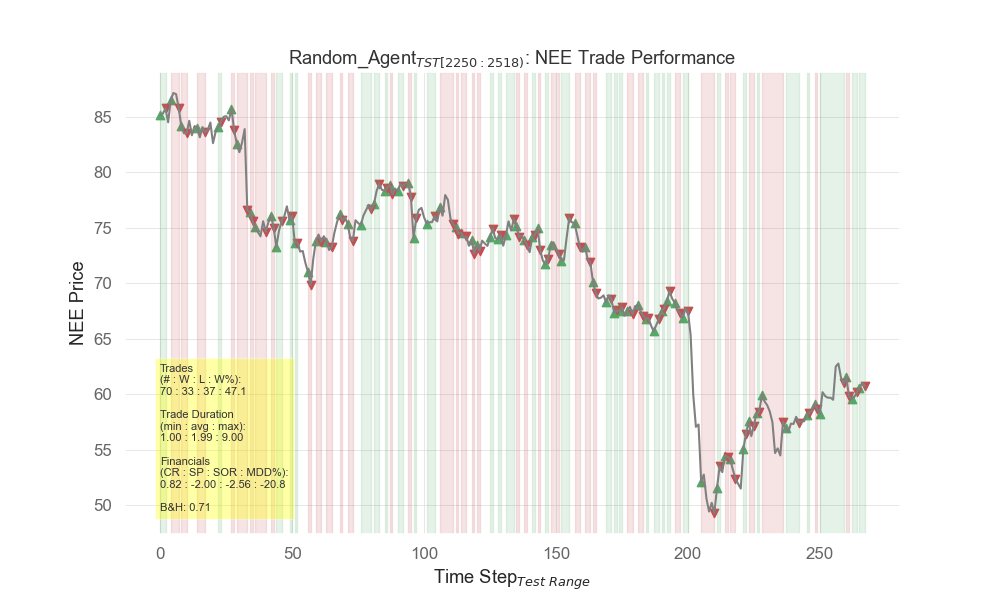 Random_Agent_TST[2250 : 2518): NEE Trade Performance
NEE Price
85
80
75
70
65
60
55
50
Trades
(# : W : L : W%):
70 : 33 : 37 : 47.1
Trade Duration
(min : avg : max):
1.00 : 1.99 : 9.00
Financials
(CR : SP : SOR : MDD%):
0.82 : -2.00 : -2.56 : -20.8
B&H: 0.71
0 50 100 150 200 250
Time Step_Test Range